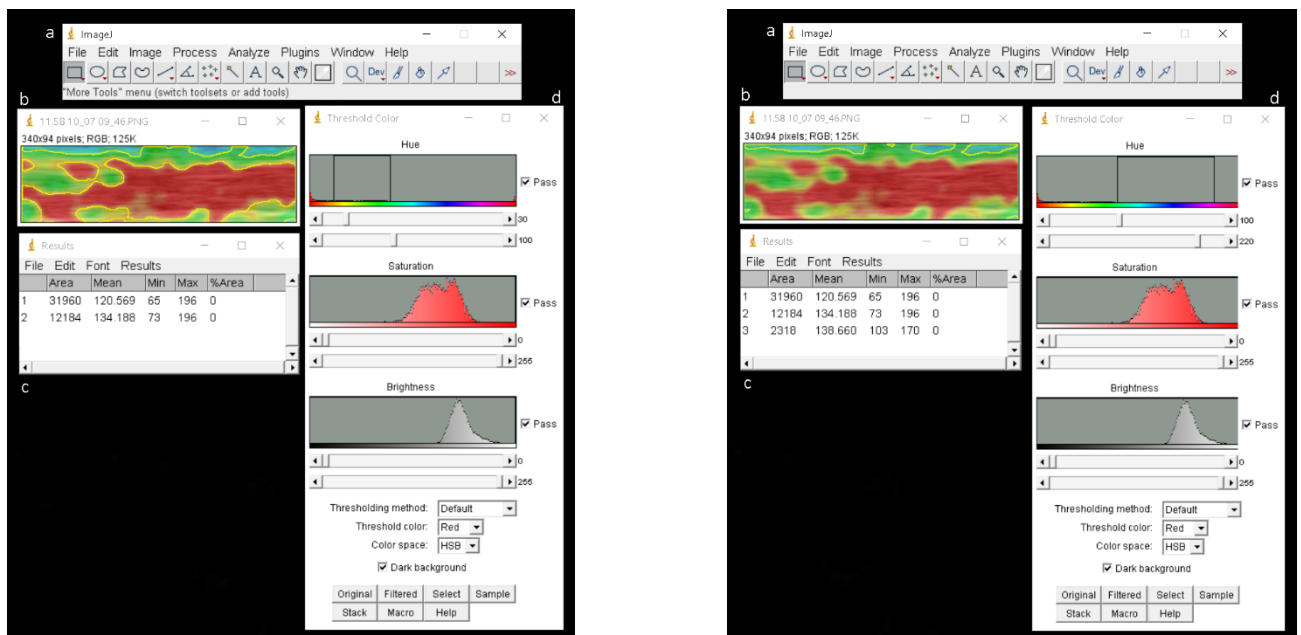 a
ImageJ
File Edit Image Process Analyze Plugins Window Help
A Dev >>
"More Tools" menu (switch toolsets or add tools)
b
11.58 10_07 09_46.PNG
340x94 pixels; RGB; 125K
Results
File Edit Font Results
Area Mean Min Max %Area
1 31960 120.569 65 196 0
2 12184 134.188 73 196 0
c
d
Threshold Color
Hue
Pass
30
100
Saturation
Pass
0
255
Brightness
Pass
0
255
Thresholding method: Default
Threshold color: Red
Color space: HSB
Dark background
Original Filtered Select Sample
Stack Macro Help
a
ImageJ
File Edit Image Process Analyze Plugins Window Help
A Dev >>
b
11.58 10_07 09_46.PNG
340x94 pixels; RGB; 125K
Results
File Edit Font Results
Area Mean Min Max %Area
1 31960 120.569 65 196 0
2 12184 134.188 73 196 0
3 2318 138.660 103 170 0
c
d
Threshold Color
Hue
Pass
100
220
Saturation
Pass
0
255
Brightness
Pass
0
255
Thresholding method: Default
Threshold color: Red
Color space: HSB
Dark background
Original Filtered Select Sample
Stack Macro Help